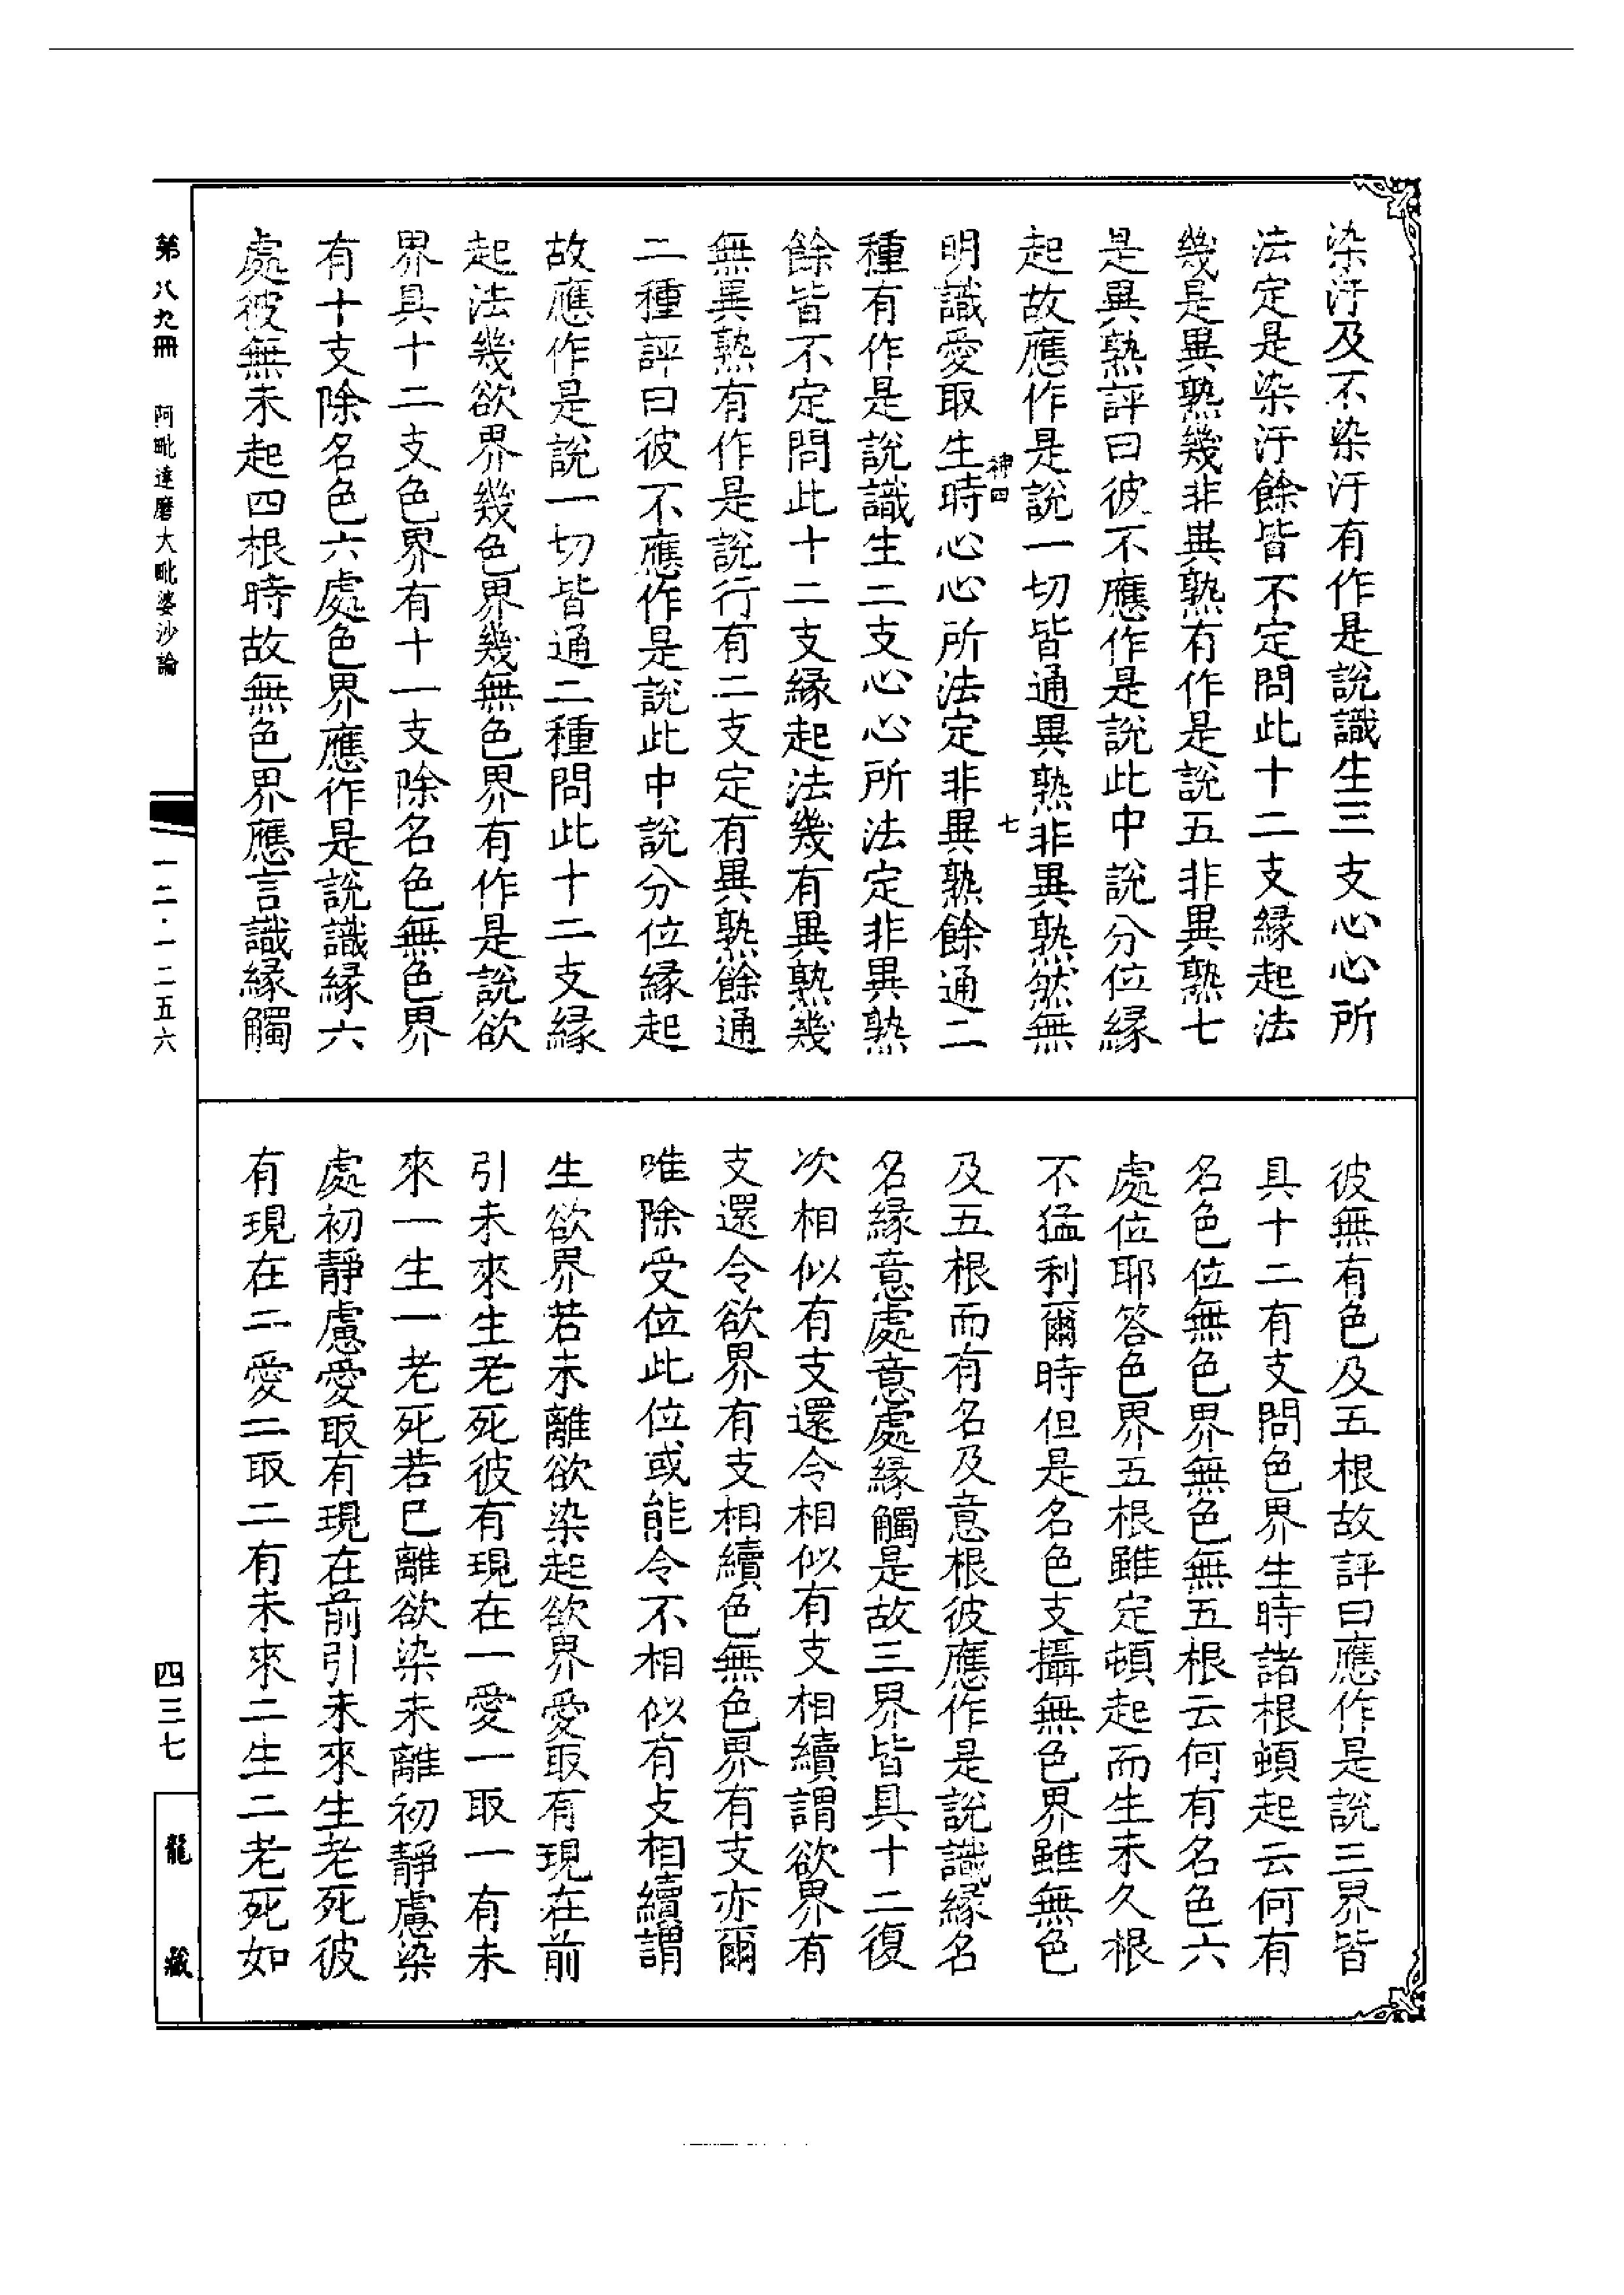 染汙及不染汙有作是說識生三支心心所
法定是染汙餘皆不定問此十二支緣起法
幾是異熟幾非異熟有作是說五非異熟七
是異熟評曰彼不應作是說此中說分位緣
起故應作是說一切皆通異熟非異熟然無
神四
七
明識愛取生時心心所法定非異熟餘通二
種有作是說識生二支心心所法定非異熟
餘皆不定問此十二支緣起法幾有異熟幾
無異熟有作是說行有二支定有異熟餘通
二種評曰彼不應作是說此中說分位緣起
故應作是說一切皆通二種問此十二支緣
起法幾欲界幾色界幾無色界有作是說欲
界具十二支色界有十一支除名色無色界
有十支除名色六處色界應作是說識緣六
處彼無未起四根時故無色界應言識緣觸
彼無有色及五根故評曰應作是說三界皆
具十二有支問色界生時諸根頓起云何有
名色位無色界無色無五根云何有名色六
處位耶答色界五根雖定頓起而生未久根
不猛利爾時但是名色支攝無色界雖無色
及五根而有名及意根彼應作是說識緣名
名緣意處意處緣觸是故三界皆具十二復
次相似有支還令相似有支相續謂欲界有
支還令欲界有支相續色無色界有支亦爾
唯除受位此位或能令不相似有支相續謂
生欲界若未離欲染起欲界愛取有現在前
引未來生老死彼有現在一愛一取一有未
來一生一老死若已離欲染未離初靜慮染
處初靜慮愛取有現在前引未來生老死彼
有現在二愛二取二有未來二生二老死如
第八九冊 阿毗達磨大毗婆沙論
一二·一二五六
四三七
龍藏